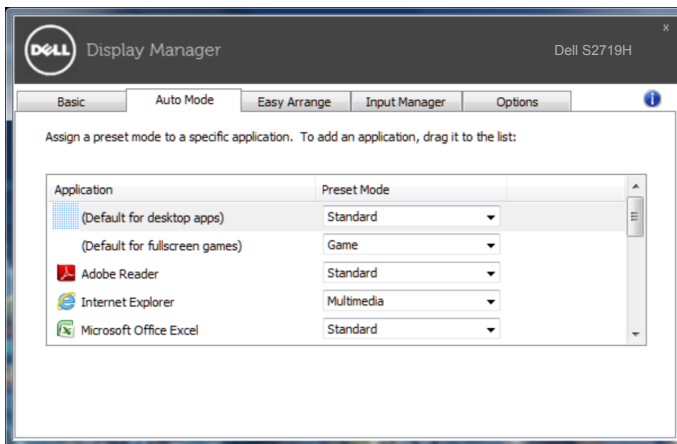 x
DELL Display Manager Dell S2719H
Basic Auto Mode Easy Arrange Input Manager Options
Assign a preset mode to a specific application. To add an application, drag it to the list:
Application Preset Mode
(Default for desktop apps) Standard
(Default for fullscreen games) Game
Adobe Reader Standard
Internet Explorer Multimedia
Microsoft Office Excel Standard